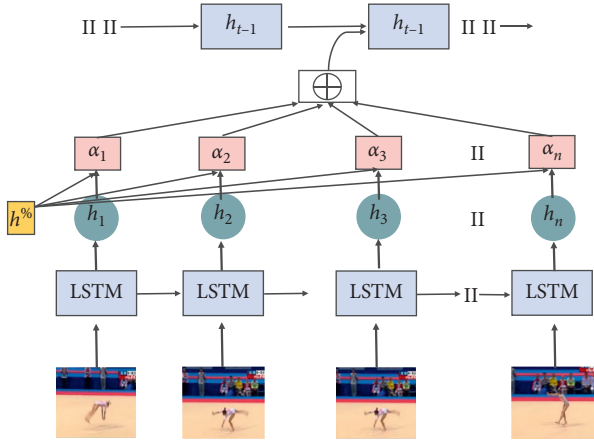 II II h_{t–1} h_{t–1} II II
⊕
α_1 α_2 α_3 II α_n
h^%
h_1 h_2 h_3 II h_n
LSTM LSTM LSTM II LSTM